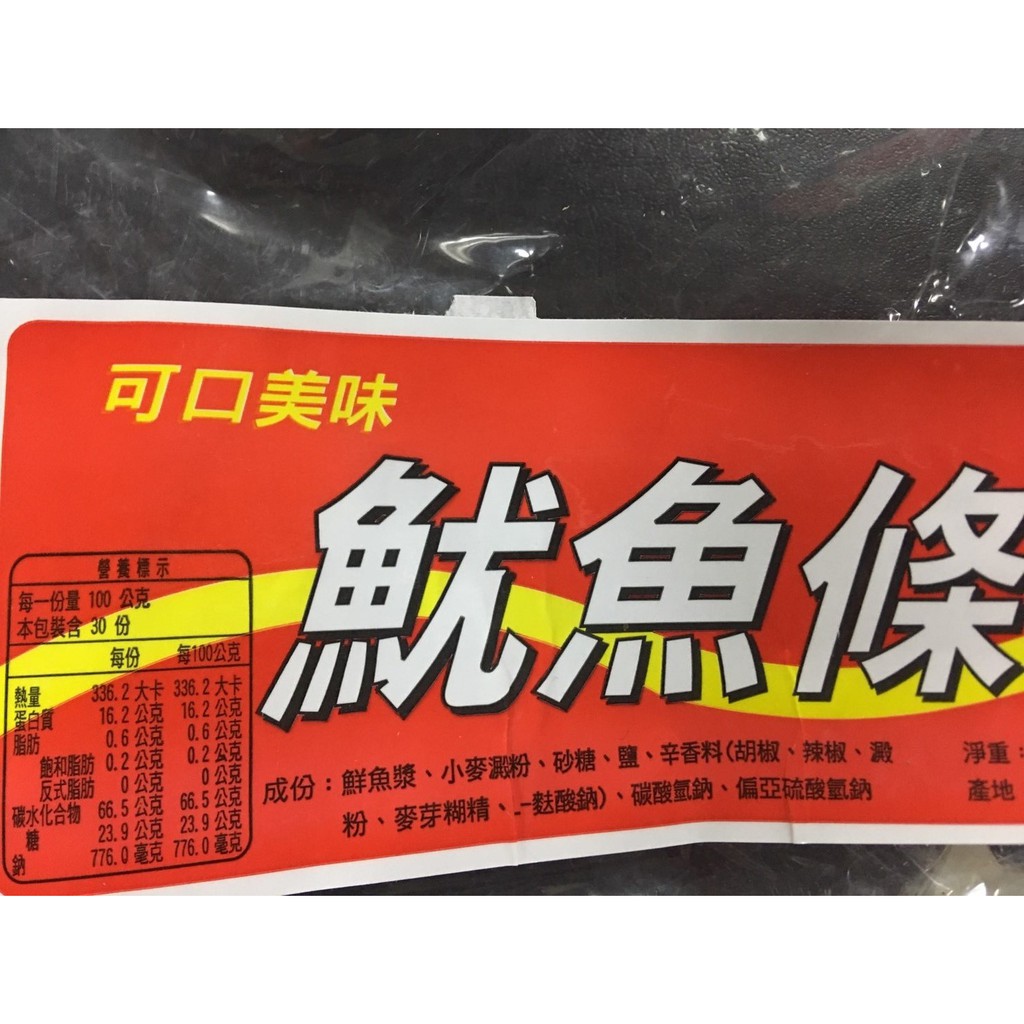 可口美味
魷魚條
營養標示
每一份量 100 公克
本包裝含 30 份
每份 每100公克
熱量 336.2 大卡 336.2 大卡
蛋白質 16.2 公克 16.2 公克
脂肪 0.6 公克 0.6 公克
飽和脂肪 0.2 公克 0.2 公克
反式脂肪 0 公克 0 公克
碳水化合物 66.5 公克 66.5 公克
糖 23.9 公克 23.9 公克
鈉 776.0 毫克 776.0 毫克
成份：鮮魚漿、小麥澱粉、砂糖、鹽、辛香料(胡椒、辣椒、澱
粉、麥芽糊精、-麩酸鈉)、碳酸氫鈉、偏亞硫酸氫鈉
淨重：
產地